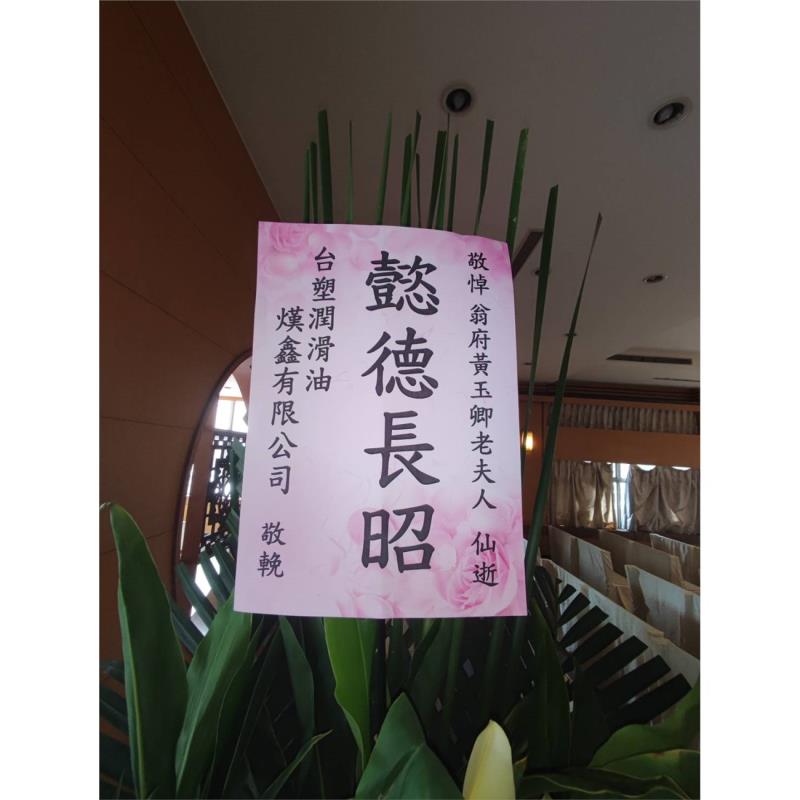 敬悼 翁府黃玉卿老夫人 仙逝
懿德長昭
台塑潤滑油
熯鑫有限公司 敬輓